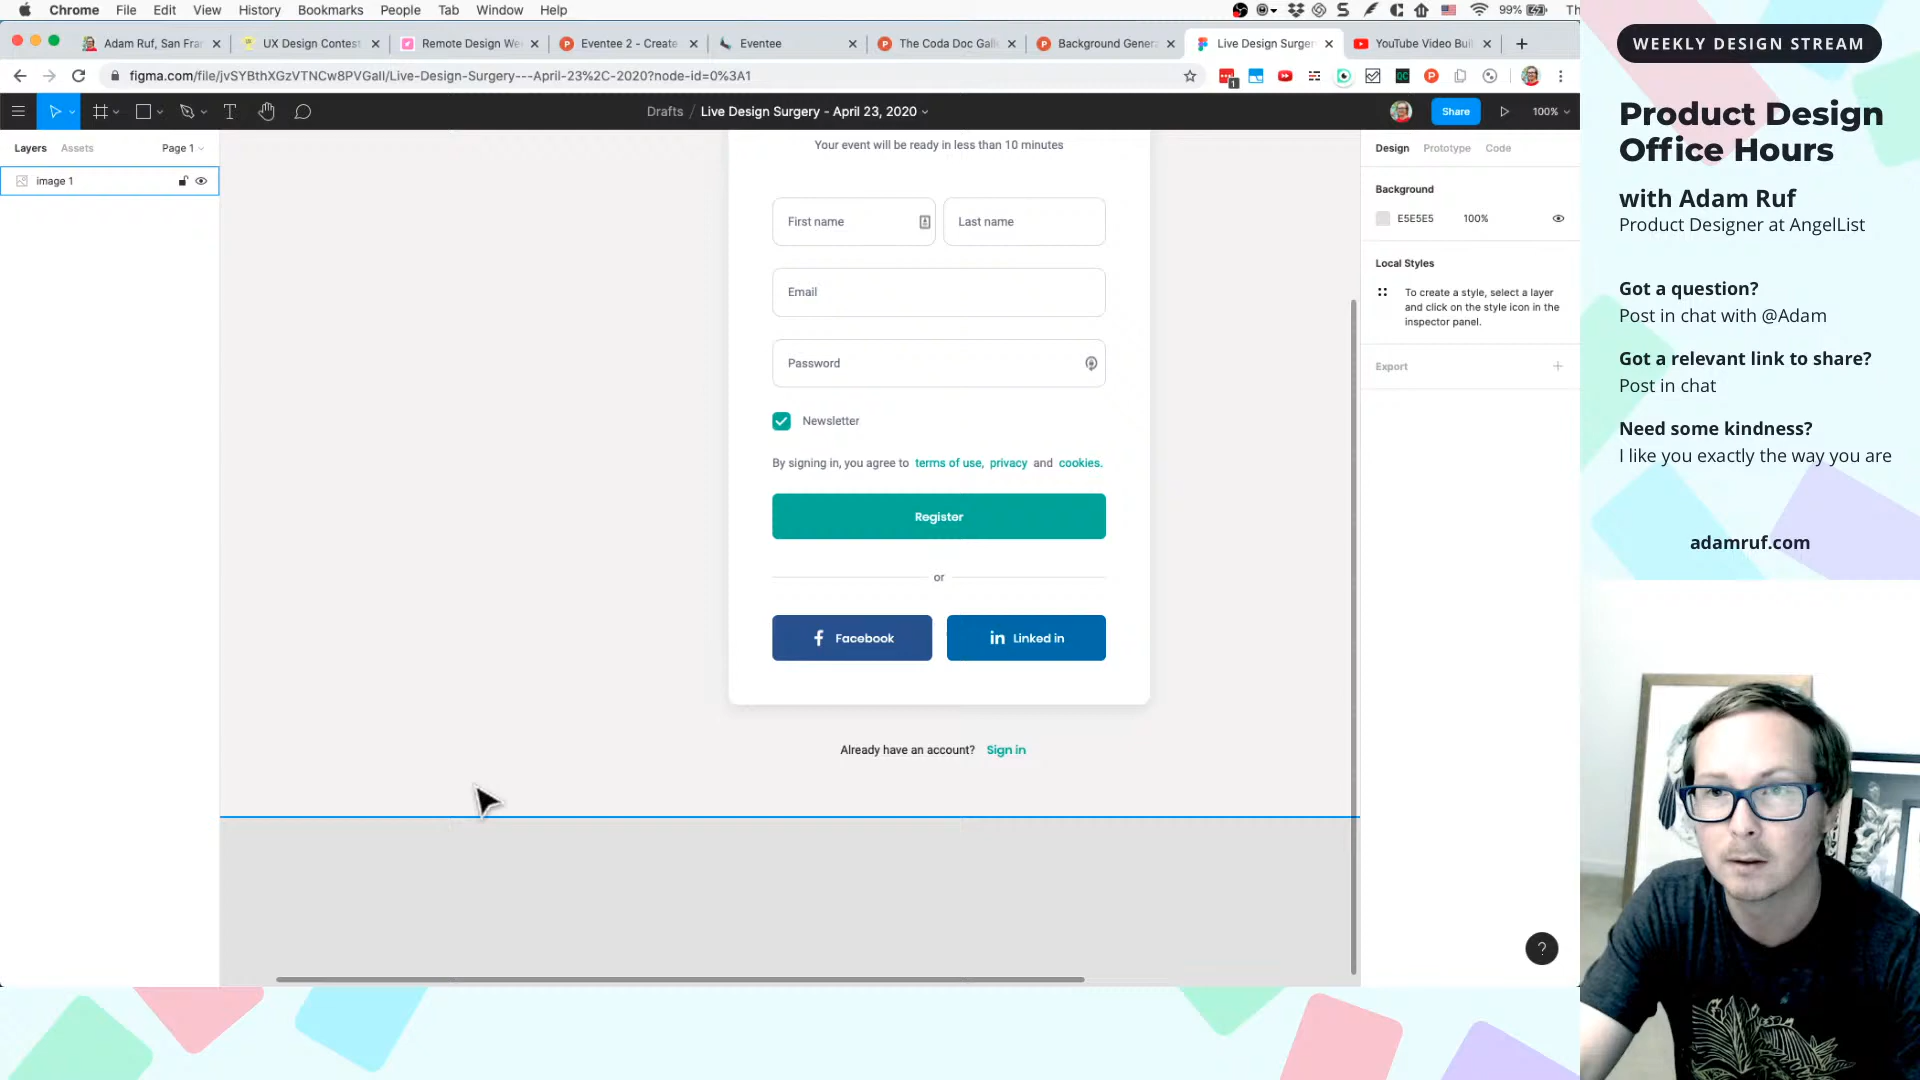 Chrome File Edit View History Bookmarks People Tab Window Help
99%
Th
Adam Ruf, San Fra
UX Design Contest
Remote Design We
Eventee 2 - Create
Eventee
The Coda Doc Gall
Background Genera
Live Design Surger
YouTube Video Bui
figma.com/file/jvSYBthXGzVTNCw8PVGaII/Live-Design-Surgery---April-23%2C-2020?node-id=0%3A1
Drafts / Live Design Surgery - April 23, 2020
Share
100%
Layers Assets Page 1
image 1
Your event will be ready in less than 10 minutes
First name
Last name
Email
Password
Newsletter
By signing in, you agree to terms of use, privacy and cookies.
Register
or
Facebook
Linked in
Already have an account? Sign in
Design Prototype Code
Background
E5E5E5 100%
Local Styles
To create a style, select a layer
and click on the style icon in the
inspector panel.
Export
?
WEEKLY DESIGN STREAM
Product Design
Office Hours
with Adam Ruf
Product Designer at AngelList
Got a question?
Post in chat with @Adam
Got a relevant link to share?
Post in chat
Need some kindness?
I like you exactly the way you are
adamruf.com